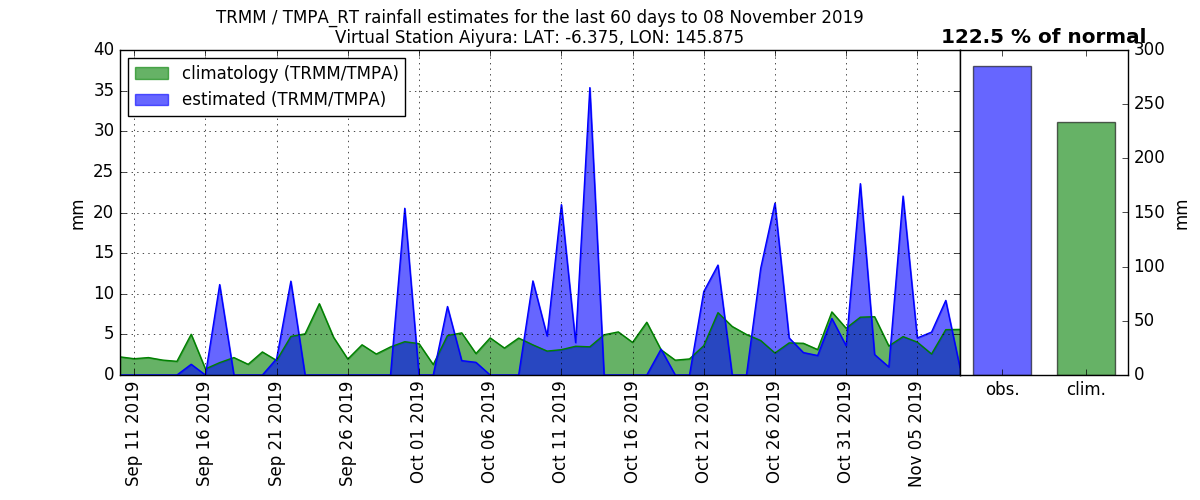 TRMM / TMPA_RT rainfall estimates for the last 60 days to 08 November 2019
Virtual Station Aiyura: LAT: -6.375, LON: 145.875
122.5 % of normal
climatology (TRMM/TMPA)
estimated (TRMM/TMPA)
40
35
30
25
20
15
10
5
0
mm
Sep 11 2019
Sep 16 2019
Sep 21 2019
Sep 26 2019
Oct 01 2019
Oct 06 2019
Oct 11 2019
Oct 16 2019
Oct 21 2019
Oct 26 2019
Oct 31 2019
Nov 05 2019
obs.
clim.
300
250
200
150
100
50
0
mm